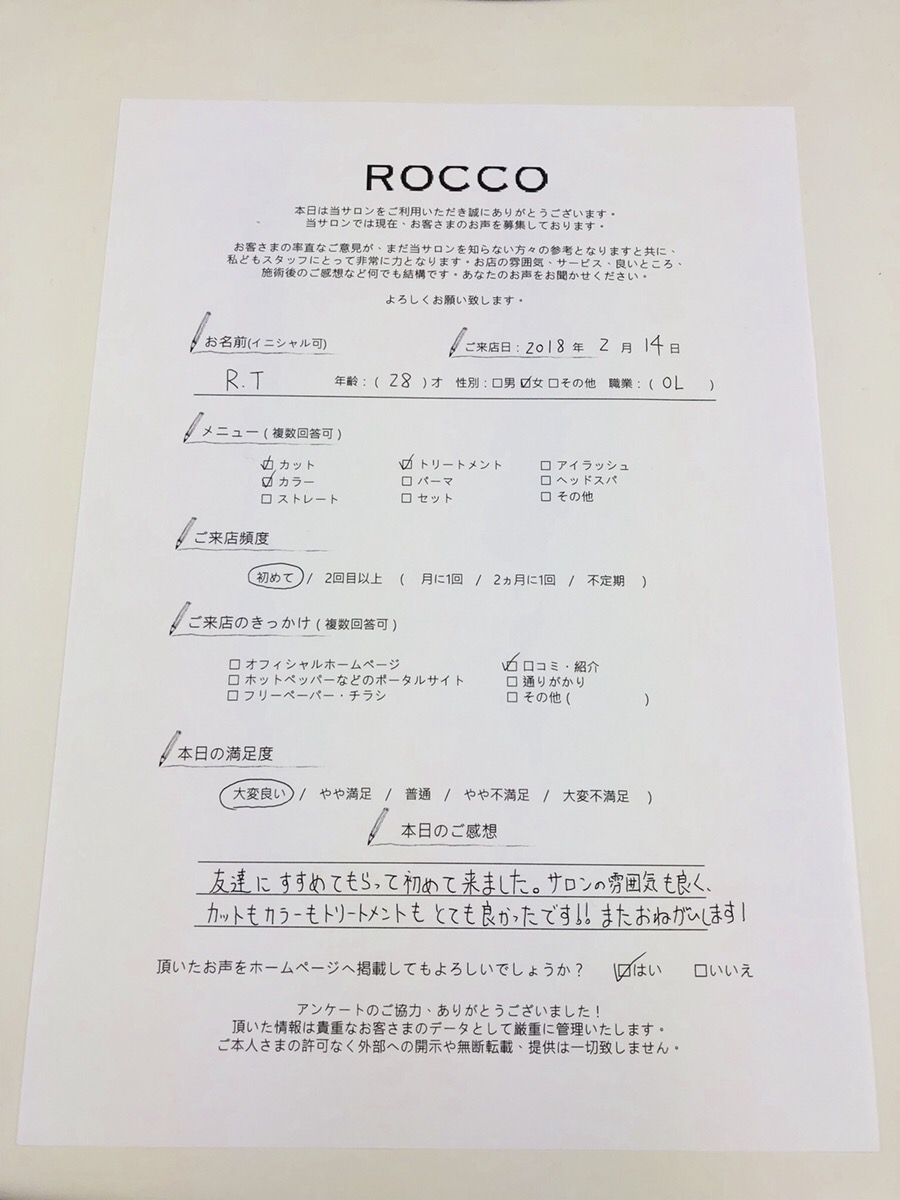 ROCCO
本日は当サロンをご利用いただき誠にありがとうございます。
当サロンでは現在、お客さまのお声を募集しております。
お客さまの率直なご意見が、まだ当サロンを知らない方々の参考となりますと共に、
私どもスタッフにとって非常に力となります。お店の雰囲気、サービス、良いところ、
施術後のご感想など何でも結構です。あなたのお声をお聞かせください。
よろしくお願い致します。
お名前(イニシャル可) ご来店日：2018 年 2 月 14 日
R.T 年齢：( 28 ) 才 性別：□男 ☑女 □その他 職業：( OL )
メニュー ( 複数回答可 )
☑ カット ☑ トリートメント □ アイラッシュ
☑ カラー □ パーマ □ ヘッドスパ
□ ストレート □ セット □ その他
ご来店頻度
初めて / 2回目以上 ( 月に1回 / 2ヵ月に1回 / 不定期 )
ご来店のきっかけ ( 複数回答可 )
□ オフィシャルホームページ ☑ 口コミ・紹介
□ ホットペッパーなどのポータルサイト □ 通りがかり
□ フリーペーパー・チラシ □ その他 ( )
本日の満足度
大変良い / やや満足 / 普通 / やや不満足 / 大変不満足 )
本日のご感想
友達にすすめてもらって初めて来ました。サロンの雰囲気も良く、
カットもカラーもトリートメントもとても良かったです!! またおねがいします!
頂いたお声をホームページへ掲載してもよろしいでしょうか？ ☑はい □いいえ
アンケートのご協力、ありがとうございました！
頂いた情報は貴重なお客さまのデータとして厳重に管理いたします。
ご本人さまの許可なく外部への開示や無断転載、提供は一切致しません。